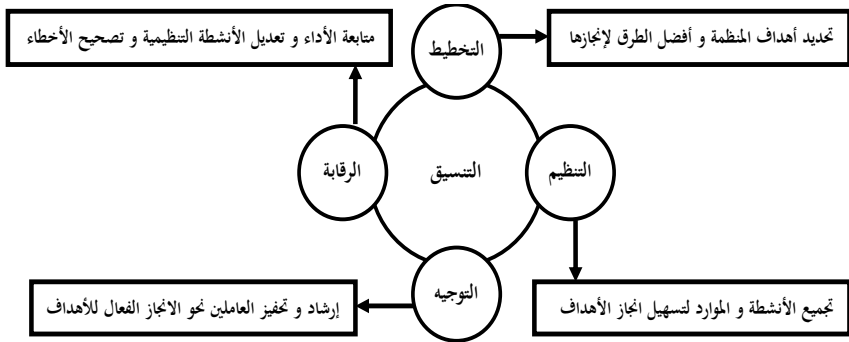 تحديد أهداف المنظمة و أفضل الطرق لإنجازها
التخطيط
متابعة الأداء و تعديل الأنشطة التنظيمية و تصحيح الأخطاء
التنظيم
التنسيق
الرقابة
تجميع الأنشطة و الموارد لتسهيل انجاز الأهداف
التوجيه
إرشاد و تحفيز العاملين نحو الانجاز الفعال للأهداف